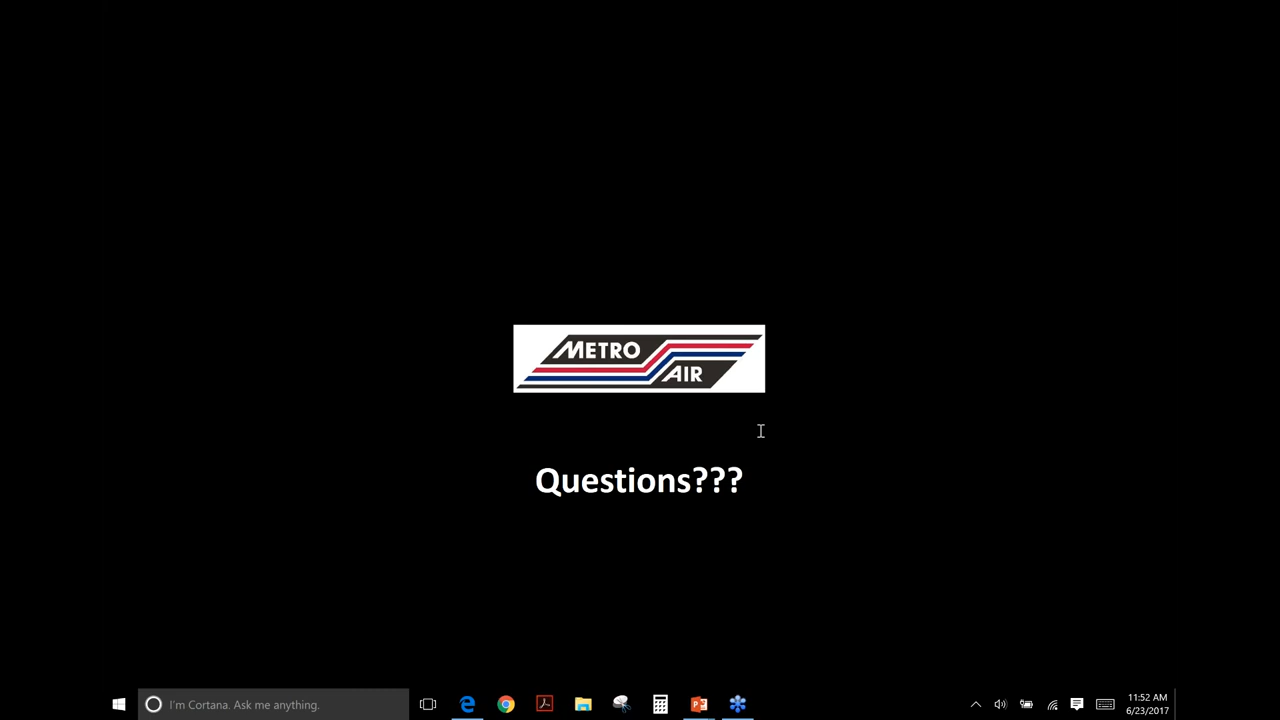 METRO
AIR
Questions???
I'm Cortana. Ask me anything.
11:52 AM
6/23/2017